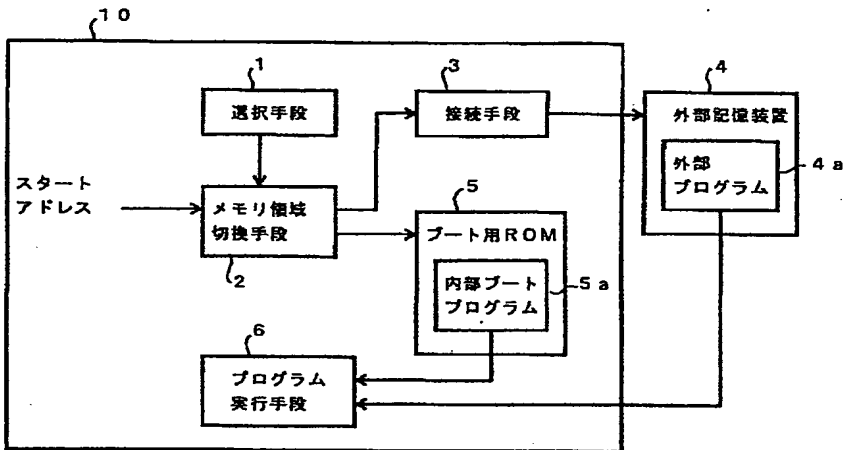 10
1
選択手段
3
接続手段
4
外部記憶装置
外部
プログラム
4a
スタート
アドレス
メモリ領域
切換手段
2
5
ブート用ROM
内部ブート
プログラム
5a
6
プログラム
実行手段